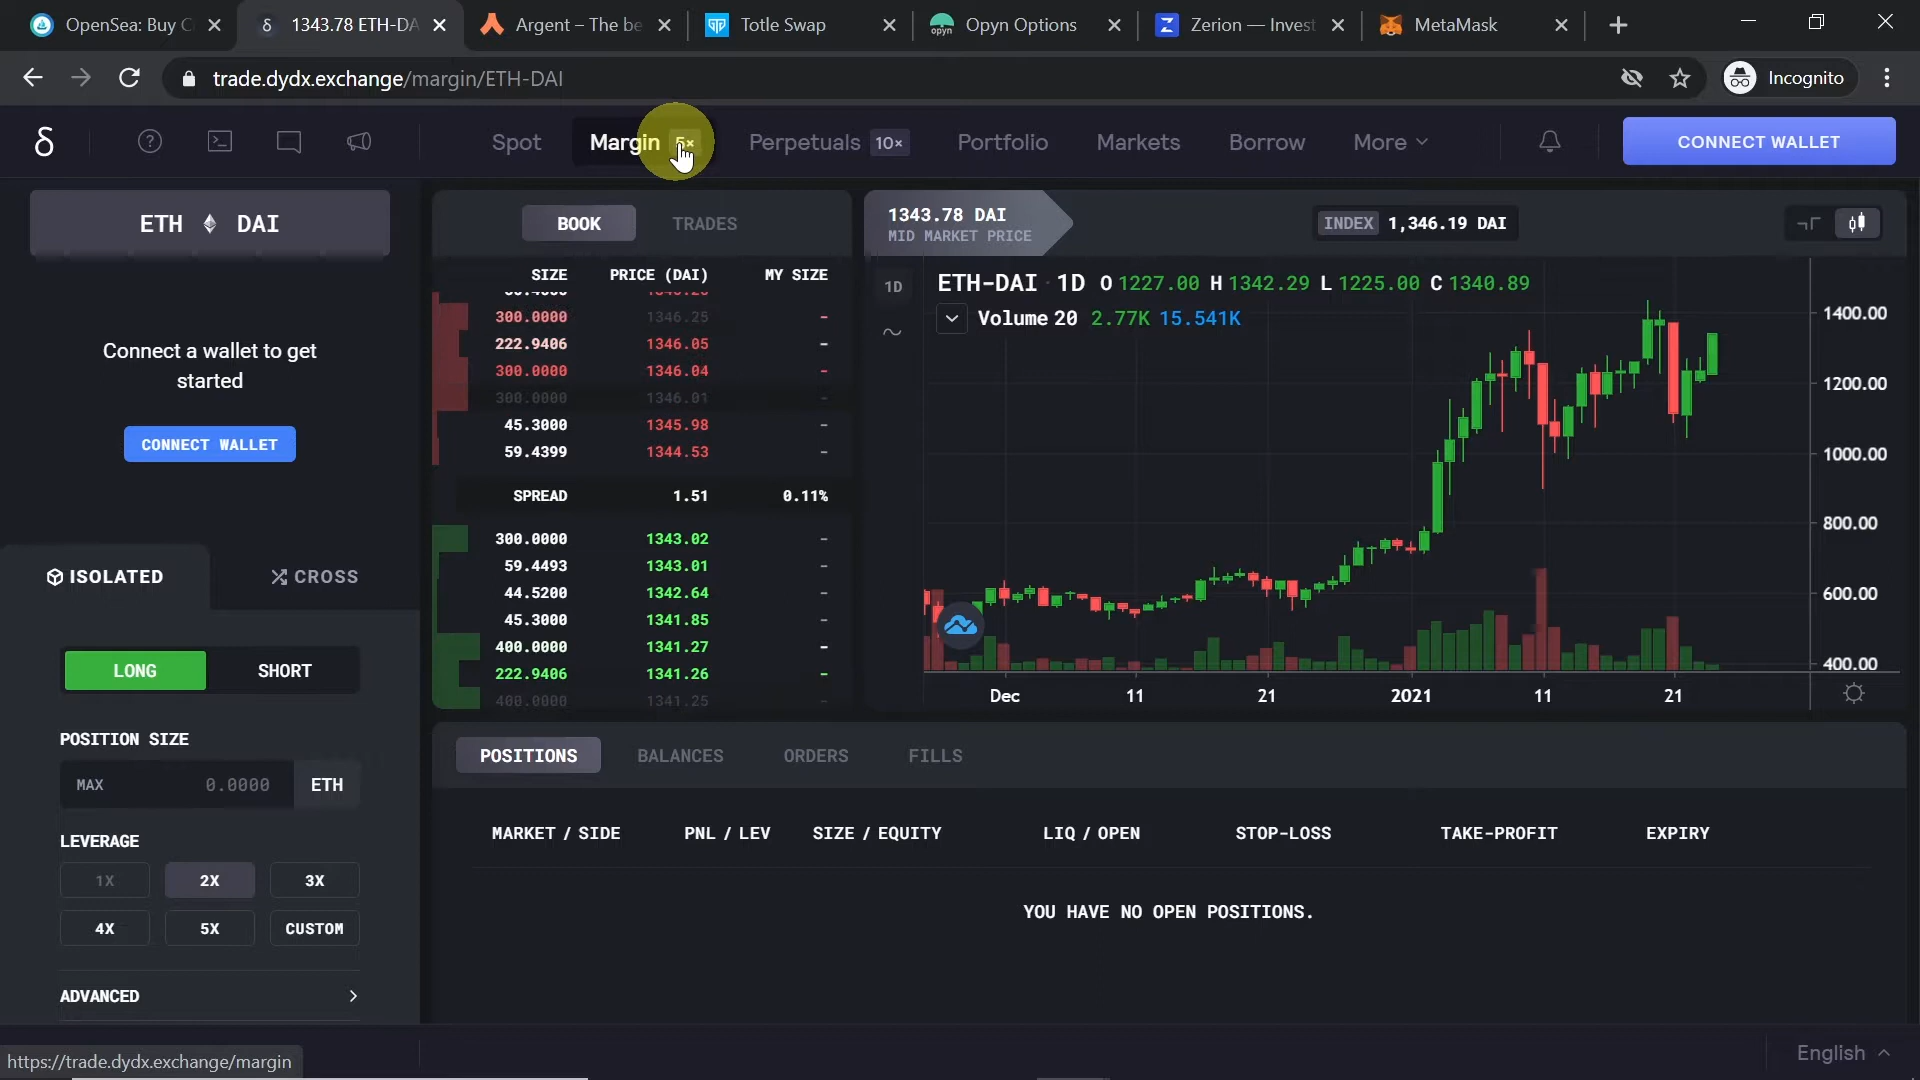 OpenSea: Buy C
1343.78 ETH-DA
Argent – The be
Totle Swap
opyn
Opyn Options
Zerion — Invest
MetaMask
trade.dydx.exchange/margin/ETH-DAI
Incognito
Spot
Margin
Perpetuals 10×
Portfolio
Markets
Borrow
More
CONNECT WALLET
ETH DAI
Connect a wallet to get
started
CONNECT WALLET
ISOLATED
CROSS
LONG
SHORT
POSITION SIZE
MAX 0.0000 ETH
LEVERAGE
1X 2X 3X
4X 5X CUSTOM
ADVANCED
BOOK TRADES
SIZE PRICE (DAI) MY SIZE
300.0000 1346.25 -
222.9406 1346.05 -
300.0000 1346.04 -
300.0000 1346.01 -
45.3000 1345.98 -
59.4399 1344.53 -
SPREAD 1.51 0.11%
300.0000 1343.02 -
59.4493 1343.01 -
44.5200 1342.64 -
45.3000 1341.85 -
400.0000 1341.27 -
222.9406 1341.26 -
400.0000 1341.25 -
1343.78 DAI
MID MARKET PRICE
INDEX 1,346.19 DAI
1D
ETH-DAI · 1D O 1227.00 H 1342.29 L 1225.00 C 1340.89
Volume 20 2.77K 15.541K
1400.00
1200.00
1000.00
800.00
600.00
400.00
Dec 11 21 2021 11 21
POSITIONS BALANCES ORDERS FILLS
MARKET / SIDE PNL / LEV SIZE / EQUITY LIQ / OPEN STOP-LOSS TAKE-PROFIT EXPIRY
YOU HAVE NO OPEN POSITIONS.
https://trade.dydx.exchange/margin
English